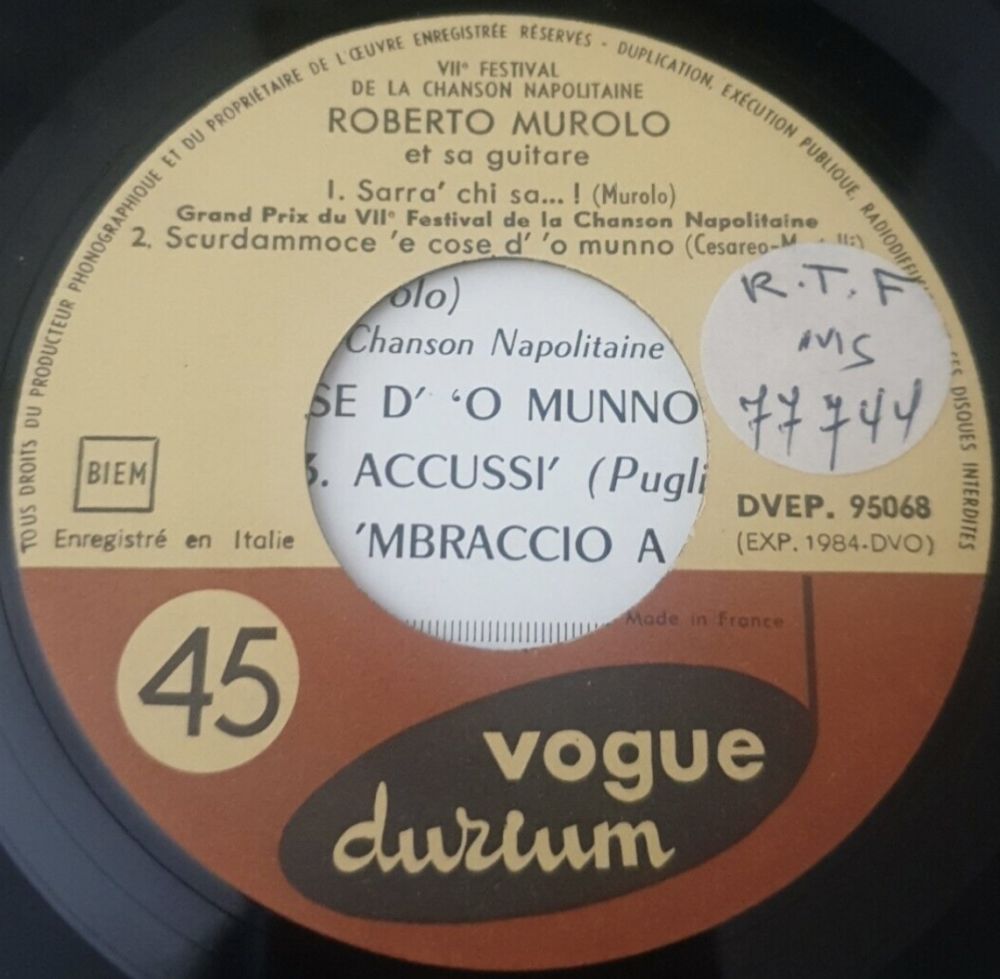 TOUS DROITS DU PRODUCTEUR PHONOGRAPHIQUE ET DU PROPRIÉTAIRE DE L'ŒUVRE ENREGISTRÉE RÉSERVÉS - DUPLICATION, EXÉCUTION PUBLIQUE, DISQUES INTERDITES
VIIe FESTIVAL
DE LA CHANSON NAPOLITAINE
ROBERTO MUROLO
et sa guitare
1. Sarra' chi sa... ! (Murolo)
Grand Prix du VIIe Festival de la Chanson Napolitaine
2. Scurdammoce 'e cose d' 'o munno (Cesareo-
R.T.F
MS
77744
olo)
Chanson Napolitaine
SE D' ‘O MUNNO
3. ACCUSSI’ (Pugli
’MBRACCIO A
BIEM
Enregistré en Italie
DVEP. 95068
(EXP. 1984-DVO)
Made in France
45
vogue
durium